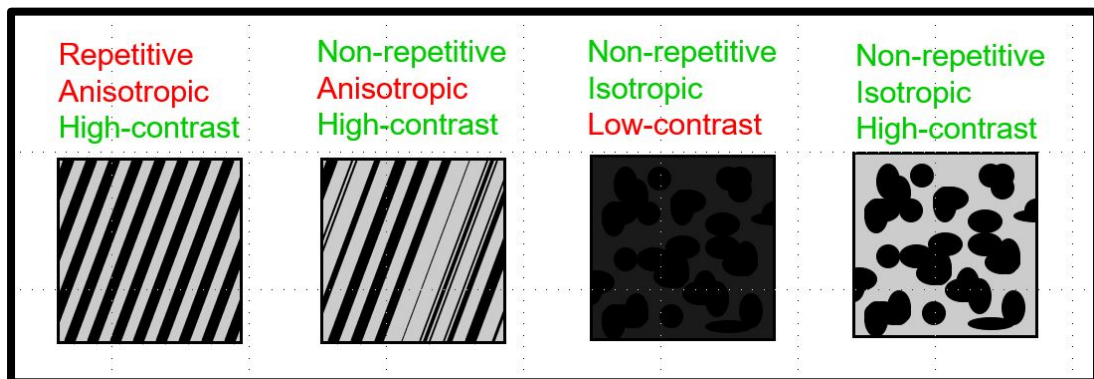 Repetitive
Anisotropic
High-contrast
Non-repetitive
Anisotropic
High-contrast
Non-repetitive
Isotropic
Low-contrast
Non-repetitive
Isotropic
High-contrast